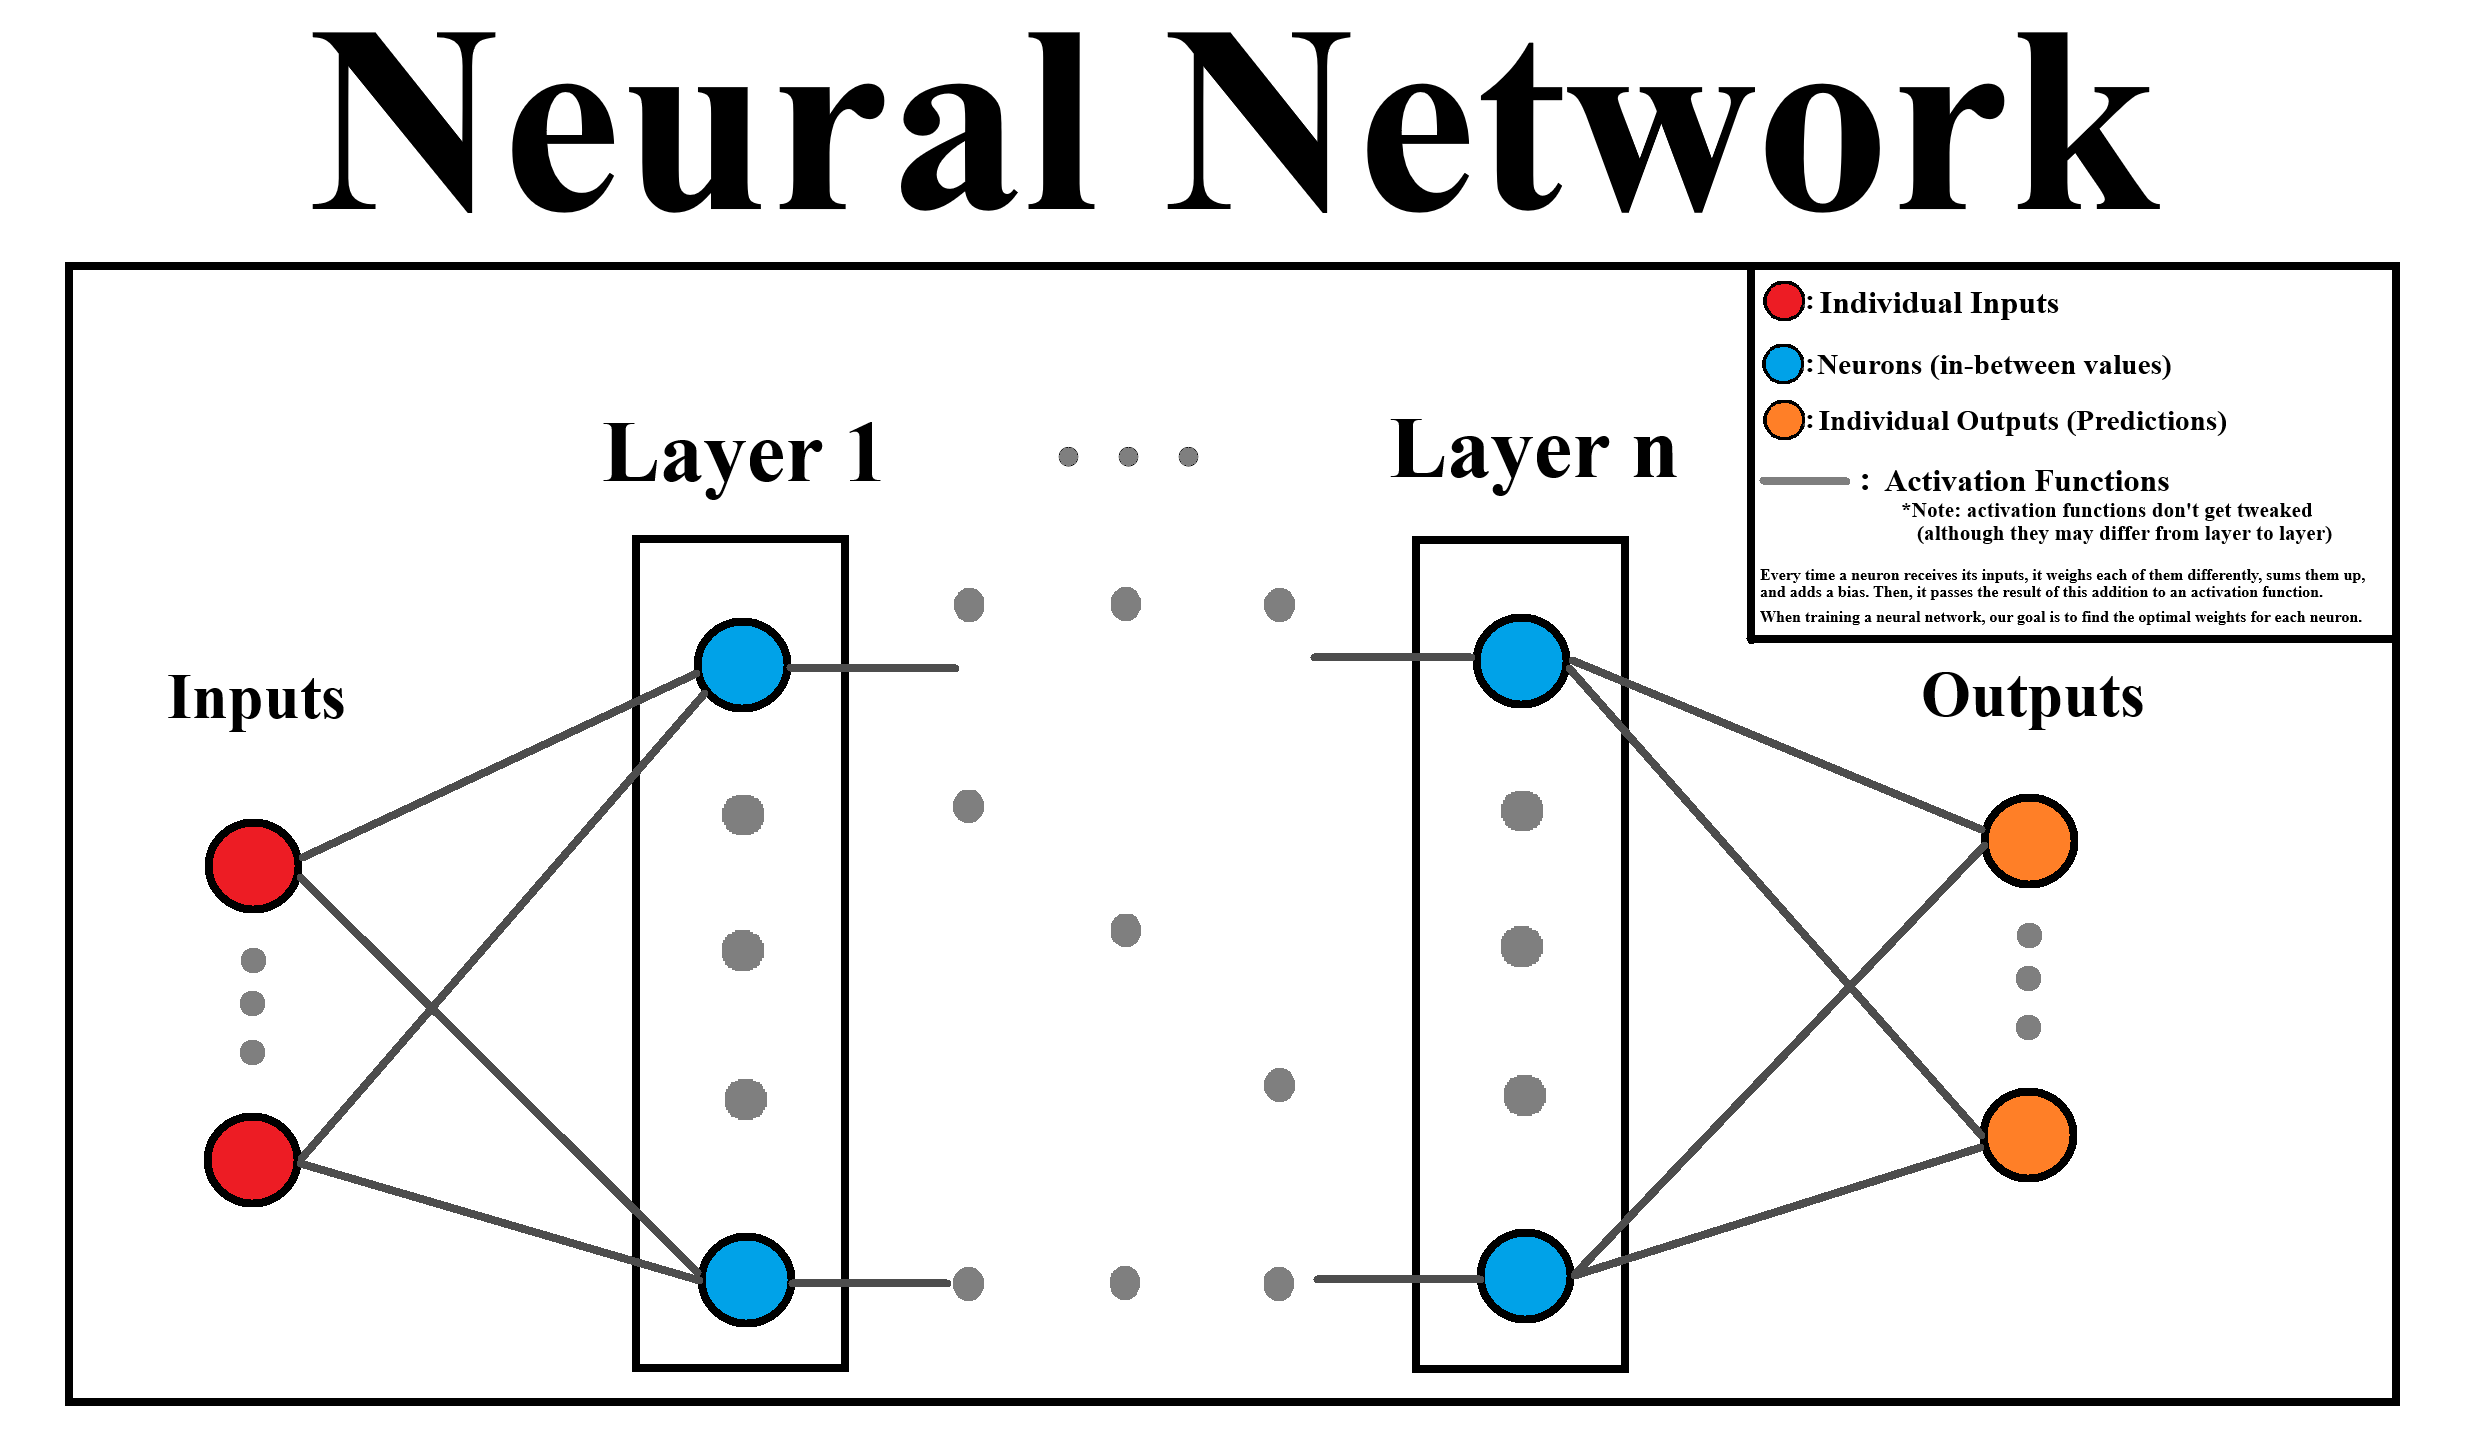 Neural Network
: Individual Inputs
: Neurons (in-between values)
: Individual Outputs (Predictions)
: Activation Functions
*Note: activation functions don't get tweaked
(although they may differ from layer to layer)
Every time a neuron receives its inputs, it weighs each of them differently, sums them up,
and adds a bias. Then, it passes the result of this addition to an activation function.
When training a neural network, our goal is to find the optimal weights for each neuron.
Layer 1
Layer n
Inputs
Outputs